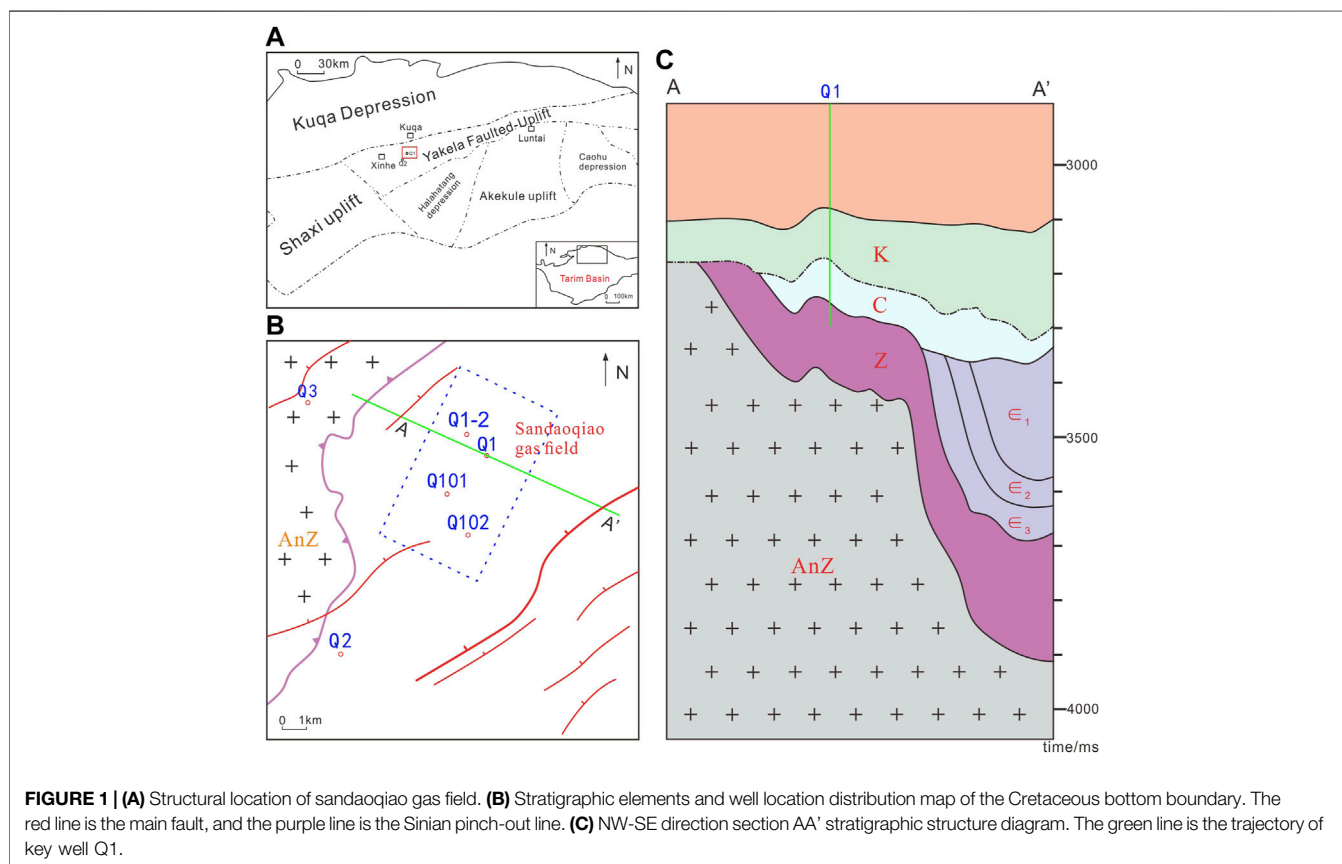 A
0 30km
N
Kuqa Depression
Kuqa
Yakela Faulted-Uplift
Luntai
Xinhe
Q1
Q2
Caohu
depression
Halahatang
depression
Akekule uplift
Shaxi uplift
N
Tarim Basin
0 100km
B
N
Q3
A
Q1-2
Q1
Sandaoqiao
gas field
Q101
Q102
A'
AnZ
Q2
0 1km
C
A
Q1
A'
3000
K
C
Z
∈1
3500
∈2
∈3
AnZ
4000
time/ms
FIGURE 1 | (A) Structural location of sandaoqiao gas field. (B) Stratigraphic elements and well location distribution map of the Cretaceous bottom boundary. The
red line is the main fault, and the purple line is the Sinian pinch-out line. (C) NW-SE direction section AA' stratigraphic structure diagram. The green line is the trajectory of
key well Q1.